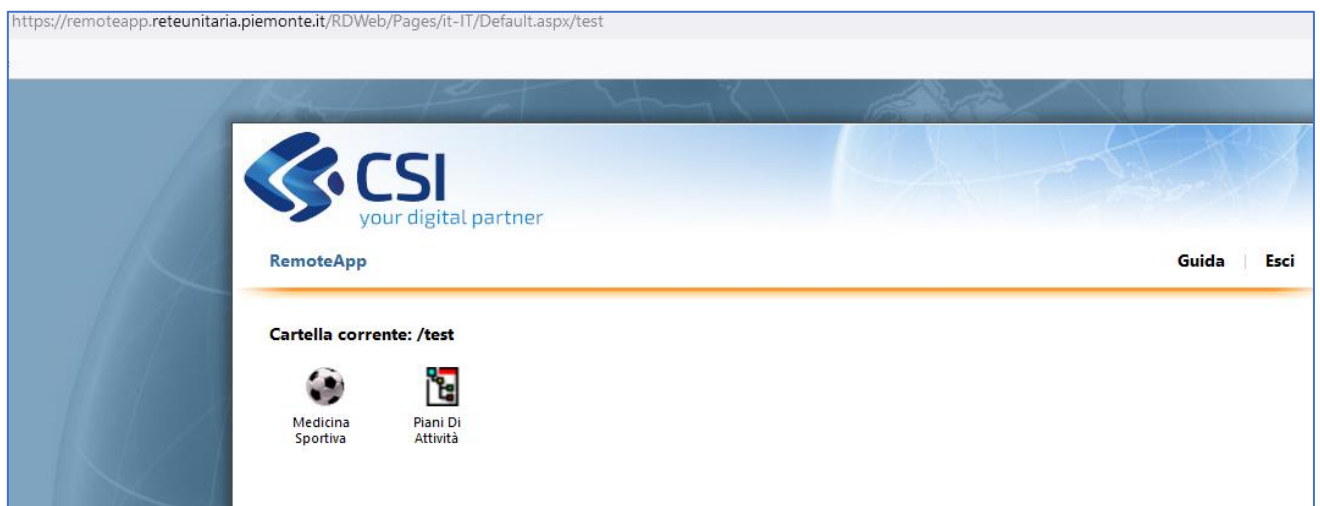 https://remoteapp.reteunitaria.piemonte.it/RDWeb/Pages/it-IT/Default.aspx/test
CSI
your digital partner
RemoteApp
Guida | Esci
Cartella corrente: /test
Medicina Sportiva
Piani Di Attività